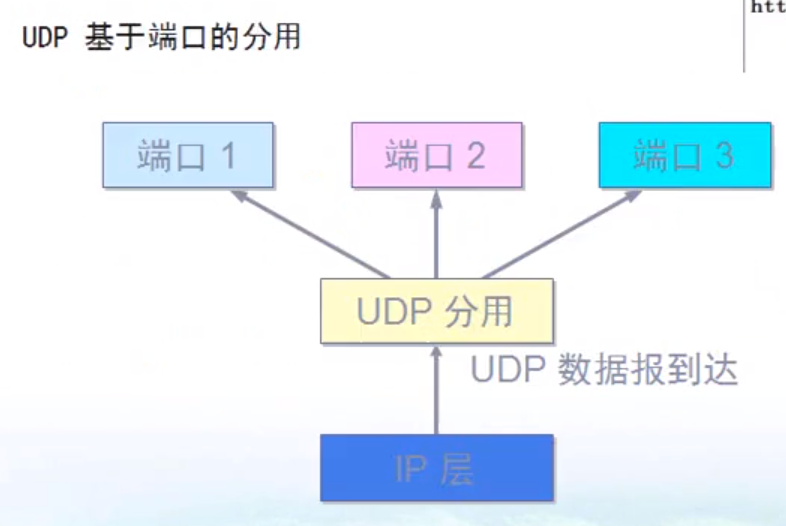 htt
UDP 基于端口的分用
端口 1
端口 2
端口 3
UDP 分用
UDP 数据报到达
IP 层